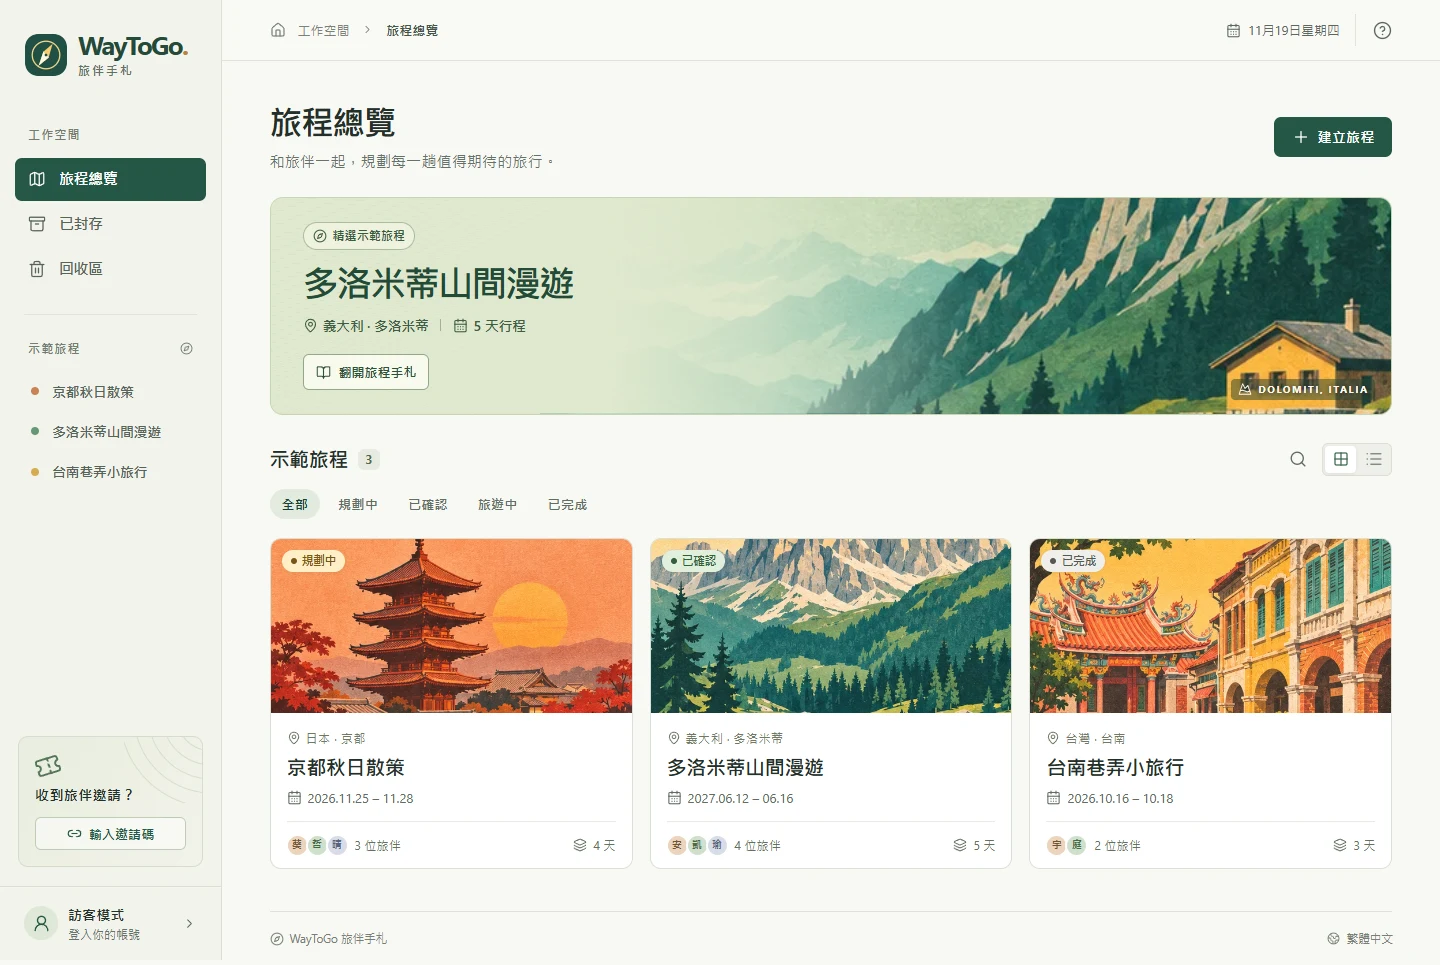 WayToGo.
旅伴手札
工作空間
旅程總覽
已封存
回收區
示範旅程
京都秋日散策
多洛米蒂山間漫遊
台南巷弄小旅行
收到旅伴邀請？
輸入邀請碼
訪客模式
登入你的帳號
工作空間 旅程總覽
11月19日星期四
旅程總覽
和旅伴一起，規劃每一趟值得期待的旅行。
建立旅程
精選示範旅程
多洛米蒂山間漫遊
義大利 · 多洛米蒂 5 天行程
翻開旅程手札
DOLOMITI, ITALIA
示範旅程 3
全部 規劃中 已確認 旅遊中 已完成
規劃中
日本 · 京都
京都秋日散策
2026.11.25 – 11.28
葵 哲 晴 3 位旅伴 4 天
已確認
義大利 · 多洛米蒂
多洛米蒂山間漫遊
2027.06.12 – 06.16
安 凱 瑜 4 位旅伴 5 天
已完成
台灣 · 台南
台南巷弄小旅行
2026.10.16 – 10.18
宇 庭 2 位旅伴 3 天
WayToGo 旅伴手札
繁體中文